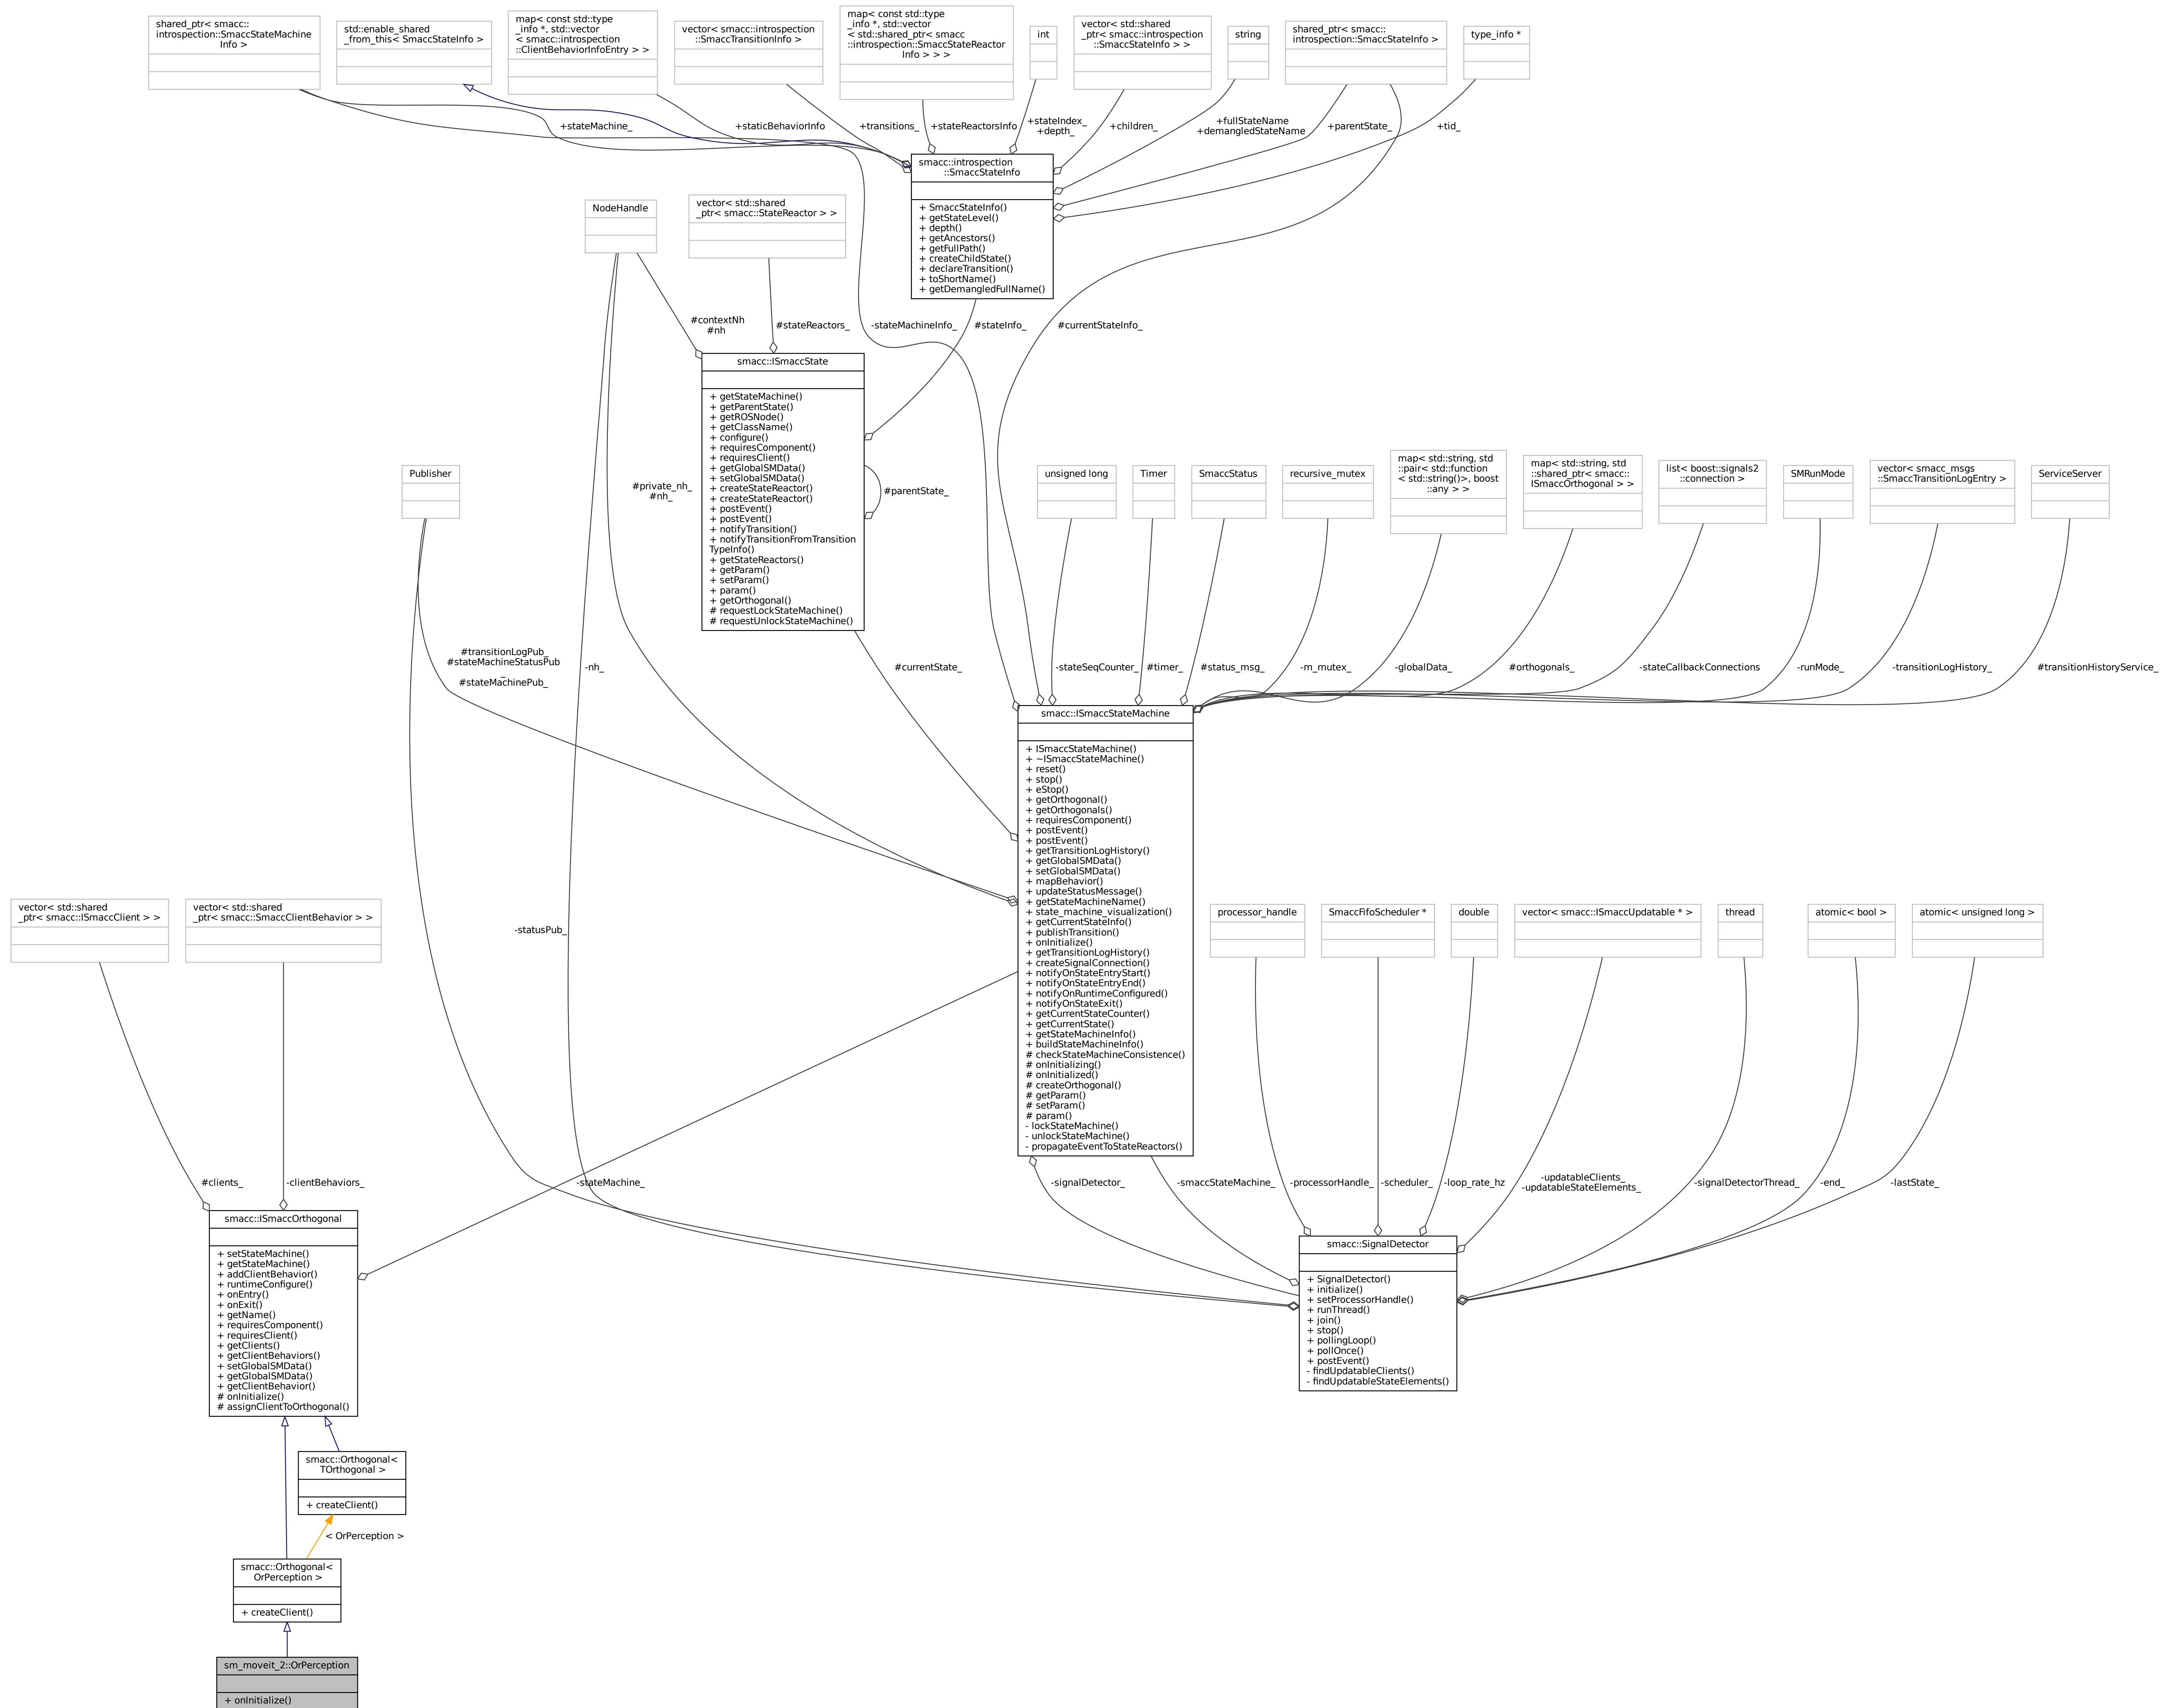 shared_ptr< smacc::
introspection::SmaccStateMachine
Info >
std::enable_shared
_from_this< SmaccStateInfo >
map< const std::type
_info *, std::vector
< smacc::introspection
::ClientBehaviorInfoEntry > >
vector< smacc::introspection
::SmaccTransitionInfo >
map< const std::type
_info *, std::vector
< std::shared_ptr< smacc
::introspection::SmaccStateReactor
Info > > >
int
vector< std::shared
_ptr< smacc::introspection
::SmaccStateInfo > >
string
shared_ptr< smacc::
introspection::SmaccStateInfo >
type_info *
+stateMachine_
+staticBehaviorInfo
+transitions_
+stateReactorsInfo
+stateIndex_
+depth_
+children_
+fullStateName
+demangledStateName
+parentState_
+tid_
smacc::introspection
::SmaccStateInfo
+ SmaccStateInfo()
+ getStateLevel()
+ depth()
+ getAncestors()
+ getFullPath()
+ createChildState()
+ declareTransition()
+ toShortName()
+ getDemangledFullName()
NodeHandle
vector< std::shared
_ptr< smacc::StateReactor > >
#contextNh
#nh
#stateReactors_
-stateMachineInfo_
#stateInfo_
#currentStateInfo_
smacc::ISmaccState
+ getStateMachine()
+ getParentState()
+ getROSNode()
+ getClassName()
+ configure()
+ requiresComponent()
+ requiresClient()
+ getGlobalSMData()
+ setGlobalSMData()
+ createStateReactor()
+ createStateReactor()
+ postEvent()
+ postEvent()
+ notifyTransition()
+ notifyTransitionFromTransition
TypeInfo()
+ getStateReactors()
+ getParam()
+ setParam()
+ param()
+ getOrthogonal()
# requestLockStateMachine()
# requestUnlockStateMachine()
#parentState_
Publisher
#private_nh_
#nh_
unsigned long
Timer
SmaccStatus
recursive_mutex
map< std::string, std
::pair< std::function
< std::string()>, boost
::any > >
map< std::string, std
::shared_ptr< smacc::
ISmaccOrthogonal > >
list< boost::signals2
::connection >
SMRunMode
vector< smacc_msgs
::SmaccTransitionLogEntry >
ServiceServer
#transitionLogPub_
#stateMachineStatusPub
_
#stateMachinePub_
-nh_
#currentState_
-stateSeqCounter_
#timer_
#status_msg_
-m_mutex_
-globalData_
#orthogonals_
-stateCallbackConnections
-runMode_
-transitionLogHistory_
#transitionHistoryService_
smacc::ISmaccStateMachine
+ ISmaccStateMachine()
+ ~ISmaccStateMachine()
+ reset()
+ stop()
+ eStop()
+ getOrthogonal()
+ getOrthogonals()
+ requiresComponent()
+ postEvent()
+ postEvent()
+ getTransitionLogHistory()
+ getGlobalSMData()
+ setGlobalSMData()
+ mapBehavior()
+ updateStatusMessage()
+ getStateMachineName()
+ state_machine_visualization()
+ getCurrentStateInfo()
+ publishTransition()
+ onInitialize()
+ getTransitionLogHistory()
+ createSignalConnection()
+ notifyOnStateEntryStart()
+ notifyOnStateEntryEnd()
+ notifyOnRuntimeConfigured()
+ notifyOnStateExit()
+ getCurrentStateCounter()
+ getCurrentState()
+ getStateMachineInfo()
+ buildStateMachineInfo()
# checkStateMachineConsistence()
# onInitializing()
# onInitialized()
# createOrthogonal()
# getParam()
# setParam()
# param()
- lockStateMachine()
- unlockStateMachine()
- propagateEventToStateReactors()
vector< std::shared
_ptr< smacc::ISmaccClient > >
vector< std::shared
_ptr< smacc::SmaccClientBehavior > >
-statusPub_
processor_handle
SmaccFifoScheduler *
double
vector< smacc::ISmaccUpdatable * >
thread
atomic< bool >
atomic< unsigned long >
#clients_
-clientBehaviors_
-stateMachine_
-signalDetector_
-smaccStateMachine_
-processorHandle_
-scheduler_
-loop_rate_hz
-updatableClients_
-updatableStateElements_
-signalDetectorThread_
-end_
-lastState_
smacc::ISmaccOrthogonal
+ setStateMachine()
+ getStateMachine()
+ addClientBehavior()
+ runtimeConfigure()
+ onEntry()
+ onExit()
+ getName()
+ requiresComponent()
+ requiresClient()
+ getClients()
+ getClientBehaviors()
+ setGlobalSMData()
+ getGlobalSMData()
+ getClientBehavior()
# onInitialize()
# assignClientToOrthogonal()
smacc::SignalDetector
+ SignalDetector()
+ initialize()
+ setProcessorHandle()
+ runThread()
+ join()
+ stop()
+ pollingLoop()
+ pollOnce()
+ postEvent()
- findUpdatableClients()
- findUpdatableStateElements()
smacc::Orthogonal<
TOrthogonal >
+ createClient()
< OrPerception >
smacc::Orthogonal<
OrPerception >
+ createClient()
sm_moveit_2::OrPerception
+ onInitialize()